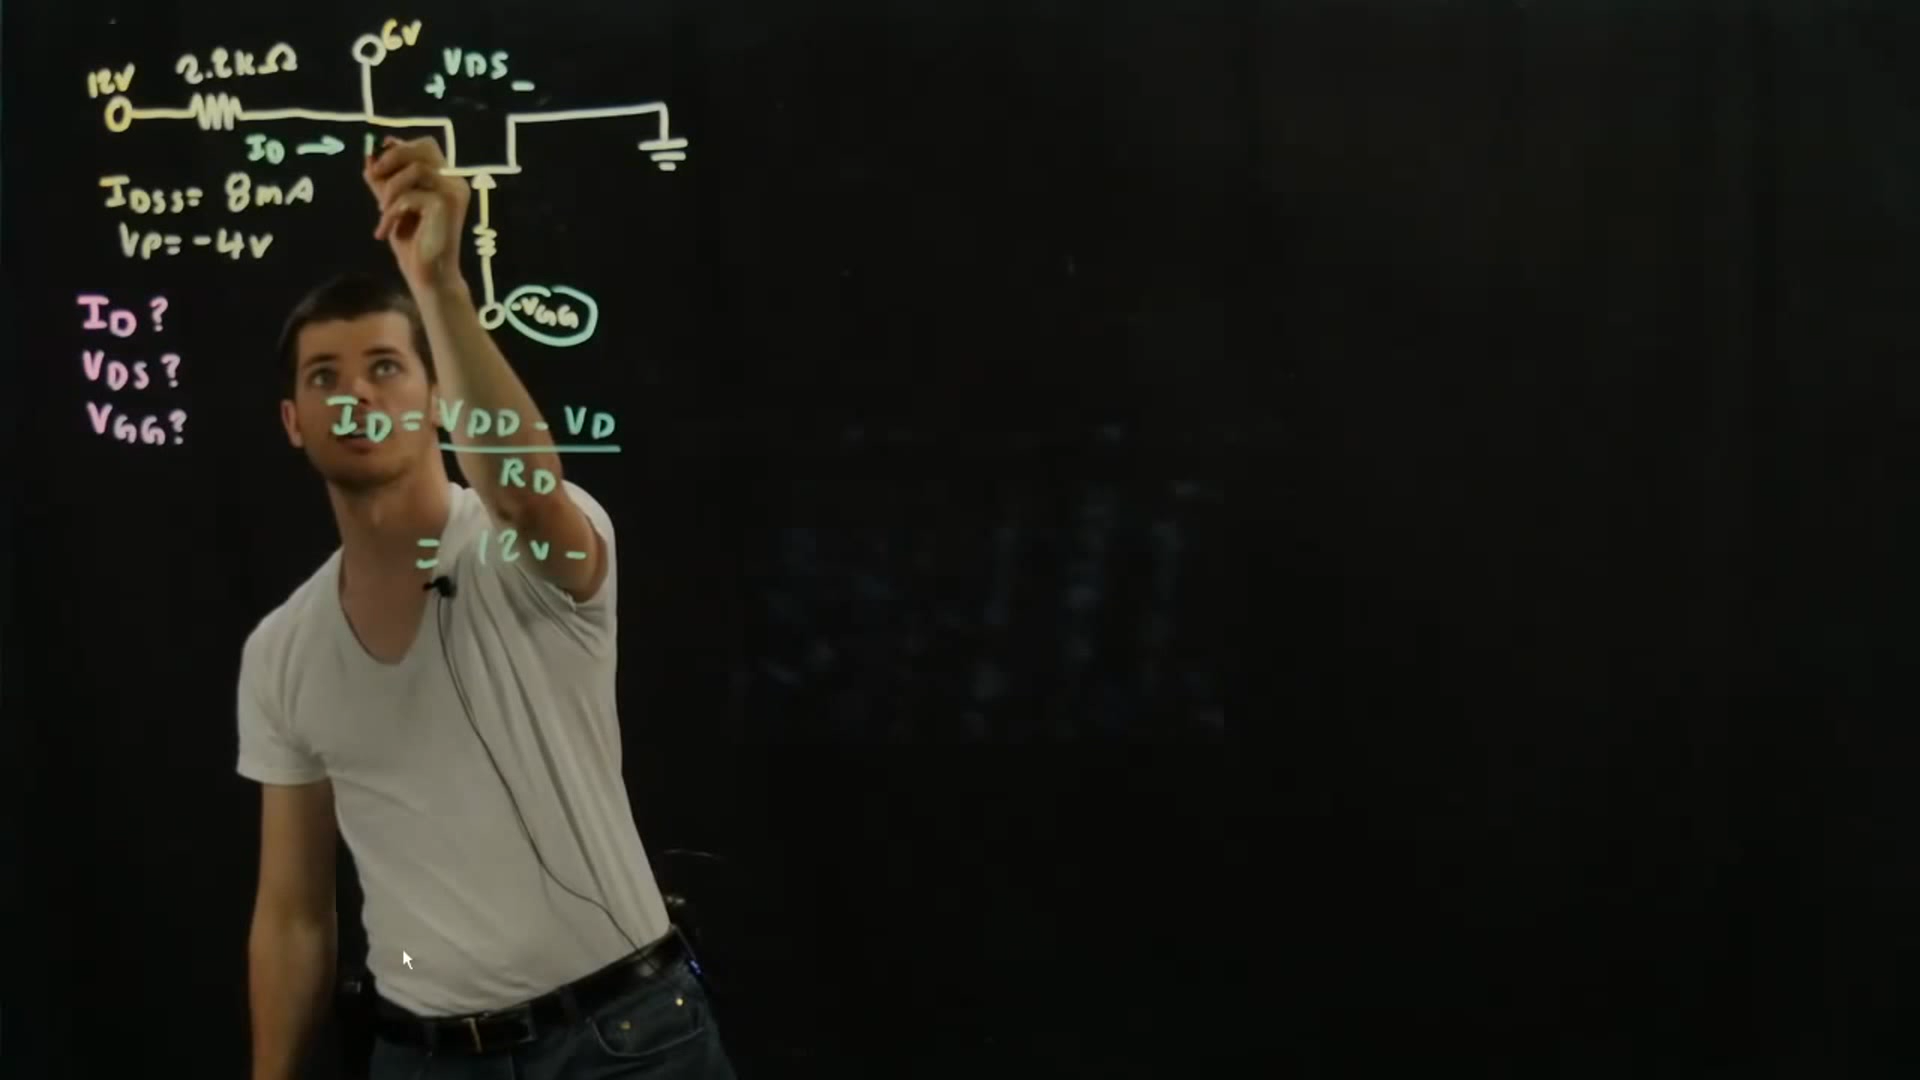 6V
12V
2.2KΩ
+ VDS -
ID →
IDSS = 8mA
VP = -4V
-VGG
ID ?
VDS ?
VGG ?
ID = VDD - VD
RD
= 12V -